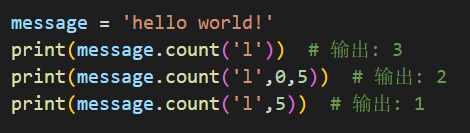 message = 'hello world!'
print(message.count('l'))  # 输出: 3
print(message.count('l',0,5))  # 输出: 2
print(message.count('l',5))  # 输出: 1